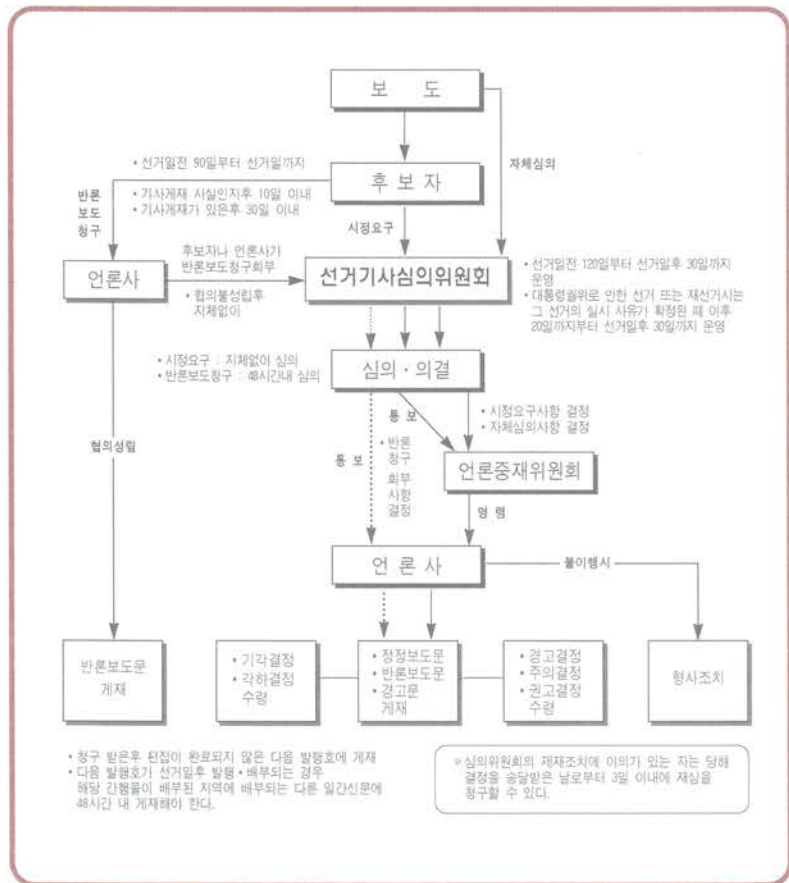 보 도
자체심의
• 선거일전 90일부터 선거일까지
후 보 자
반론
보도
청구
• 기사게재 사실인지후 10일 이내
• 기사게재가 있은후 30일 이내
시정요구
언론사
후보자나 언론사가
반론보도청구회부
• 협의불성립후
지체없이
선거기사심의위원회
• 선거일전 120일부터 선거일후 30일까지
운영
• 대통령궐위로 인한 선거 또는 재선거시는
그 선거의 실시 사유가 확정된 때 이후
20일까지부터 선거일후 30일까지 운영
• 시정요구 : 지체없이 심의
• 반론보도청구 : 48시간내 심의
심의 · 의결
통 보
• 시정요구사항 결정
• 자체심의사항 결정
협의성립
통 보
• 반론
청구
회부
사항
결정
언론중재위원회
명 령
언 론 사
불이행시
반론보도문
게재
• 기각결정
• 각하결정
수령
• 정정보도문
• 반론보도문
• 경고문
게재
• 경고결정
• 주의결정
• 권고결정
수령
형사조치
• 청구 받은후 편집이 완료되지 않은 다음 발행호에 게재
• 다음 발행호가 선거일후 발행 • 배부되는 경우
해당 간행물이 배부된 지역에 배부되는 다른 일간신문에
48시간 내 게재해야 한다.
※심의위원회의 제재조치에 이의가 있는 자는 당해
결정을 송달받은 날로부터 3일 이내에 재심을
청구할 수 있다.